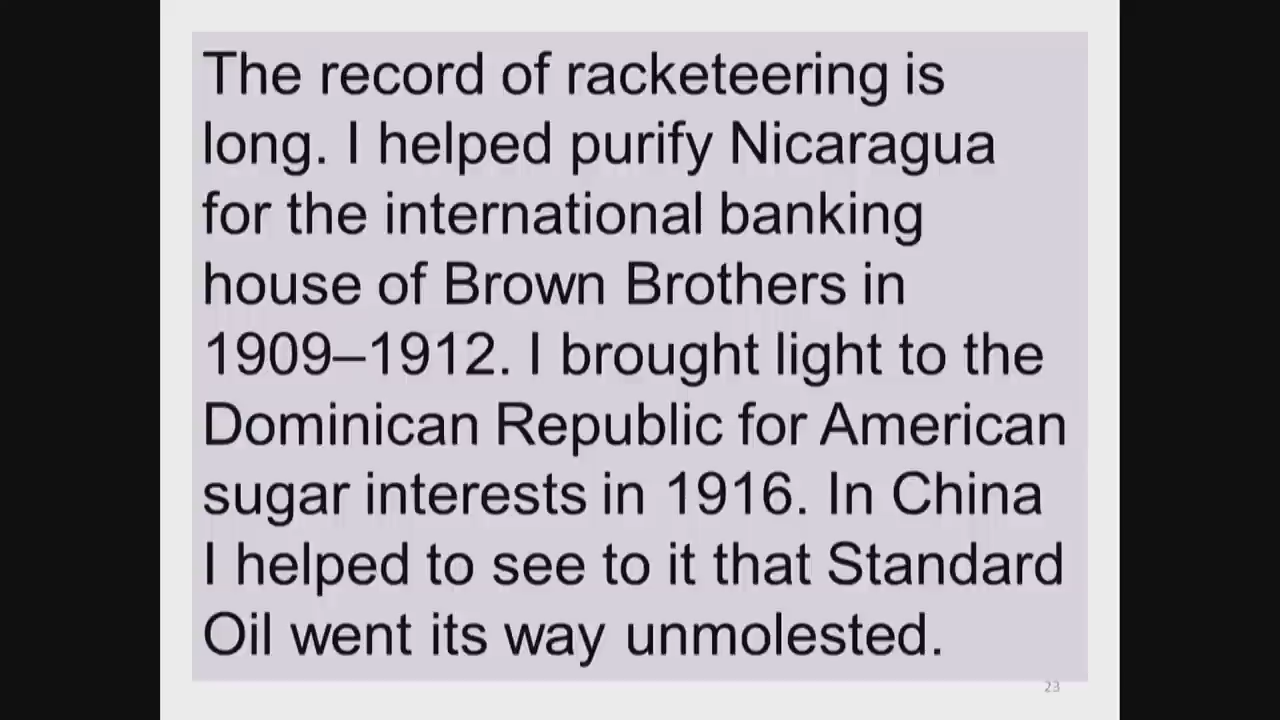 The record of racketeering is
long. I helped purify Nicaragua
for the international banking
house of Brown Brothers in
1909–1912. I brought light to the
Dominican Republic for American
sugar interests in 1916. In China
I helped to see to it that Standard
Oil went its way unmolested.
23